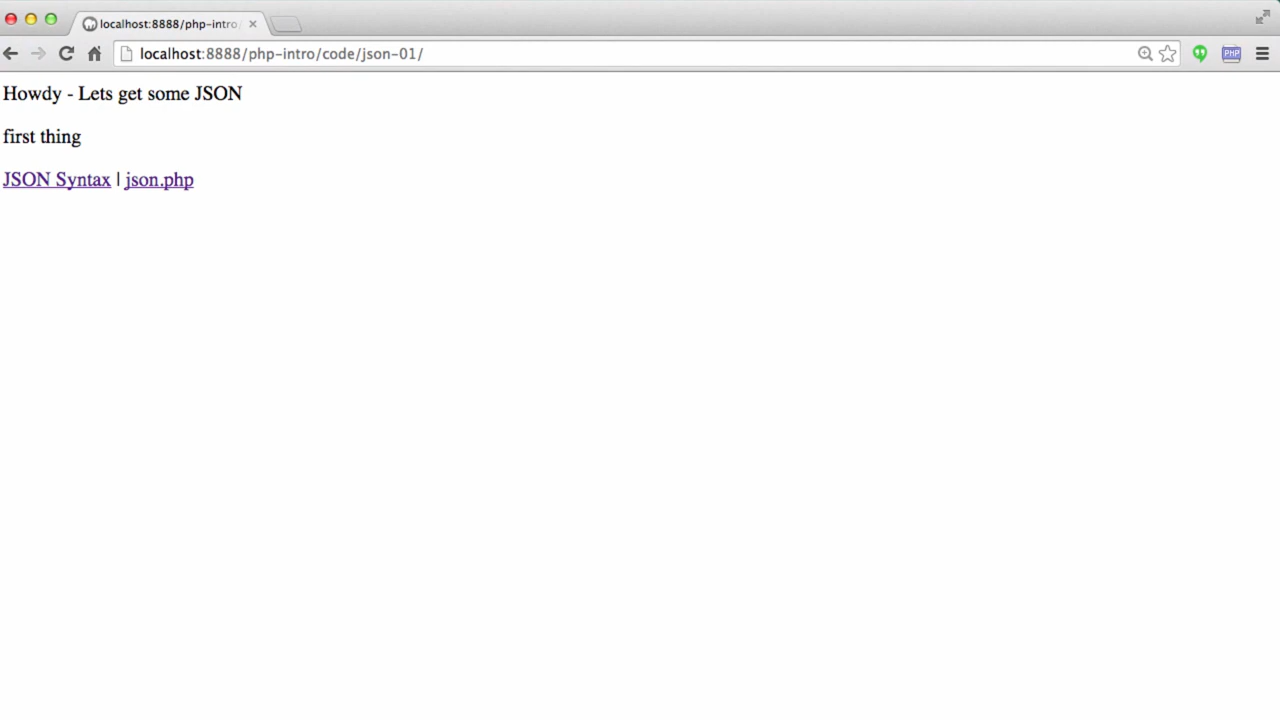 localhost:8888/php-intro
localhost:8888/php-intro/code/json-01/
PHP
Howdy - Lets get some JSON
first thing
JSON Syntax | json.php